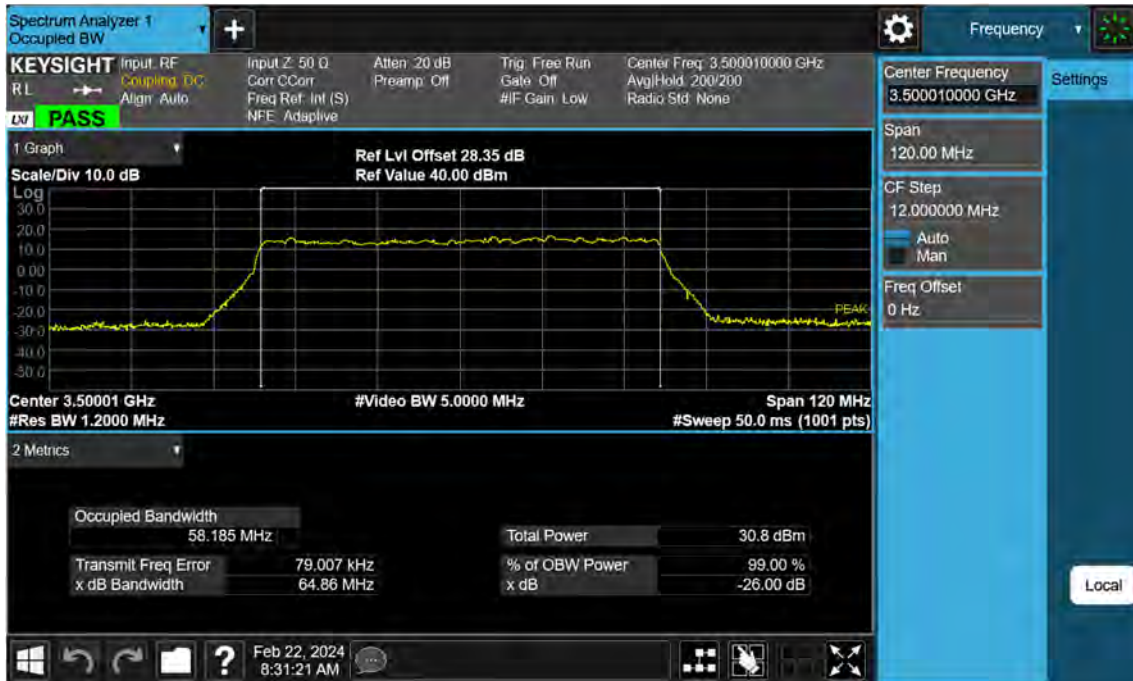 Spectrum Analyzer 1
Occupied BW
Frequency
KEYSIGHT
RL
LXI PASS
Input: RF
Coupling: DC
Align: Auto
Input Z: 50 Ω
Corr CCorr
Freq Ref: Int (S)
NFE: Adaptive
Atten: 20 dB
Preamp: Off
Trig: Free Run
Gate: Off
#IF Gain: Low
Center Freq: 3.500010000 GHz
Avg|Hold: 200/200
Radio Std: None
1 Graph
Scale/Div 10.0 dB
Ref Lvl Offset 28.35 dB
Ref Value 40.00 dBm
Log
30.0
20.0
10.0
0.00
-10.0
-20.0
-30.0
-40.0
-50.0
PEAK
Center 3.50001 GHz
#Video BW 5.0000 MHz
Span 120 MHz
#Res BW 1.2000 MHz
#Sweep 50.0 ms (1001 pts)
2 Metrics
Occupied Bandwidth
58.185 MHz
Transmit Freq Error 79.007 kHz
x dB Bandwidth 64.86 MHz
Total Power 30.8 dBm
% of OBW Power 99.00 %
x dB -26.00 dB
?
Feb 22, 2024
8:31:21 AM
Center Frequency
3.500010000 GHz
Span
120.00 MHz
CF Step
12.000000 MHz
Auto
Man
Freq Offset
0 Hz
Settings
Local